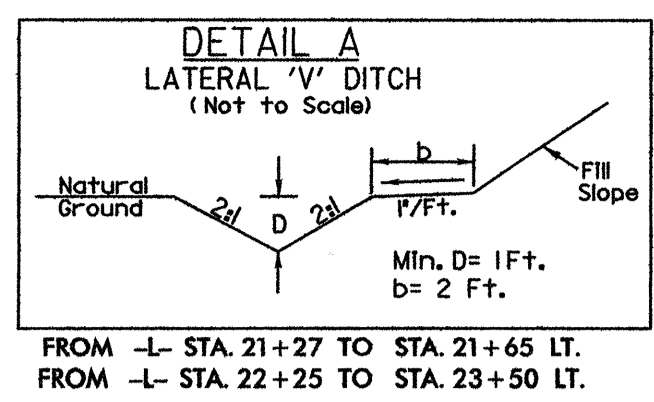 DETAIL A
LATERAL 'V' DITCH
(Not to Scale)
b
Natural
Ground
2:1
D
2:1
1"/Ft.
Fill
Slope
Min. D= 1Ft.
b= 2 Ft.
FROM -L- STA. 21+27 TO STA. 21+65 LT.
FROM -L- STA. 22+25 TO STA. 23+50 LT.